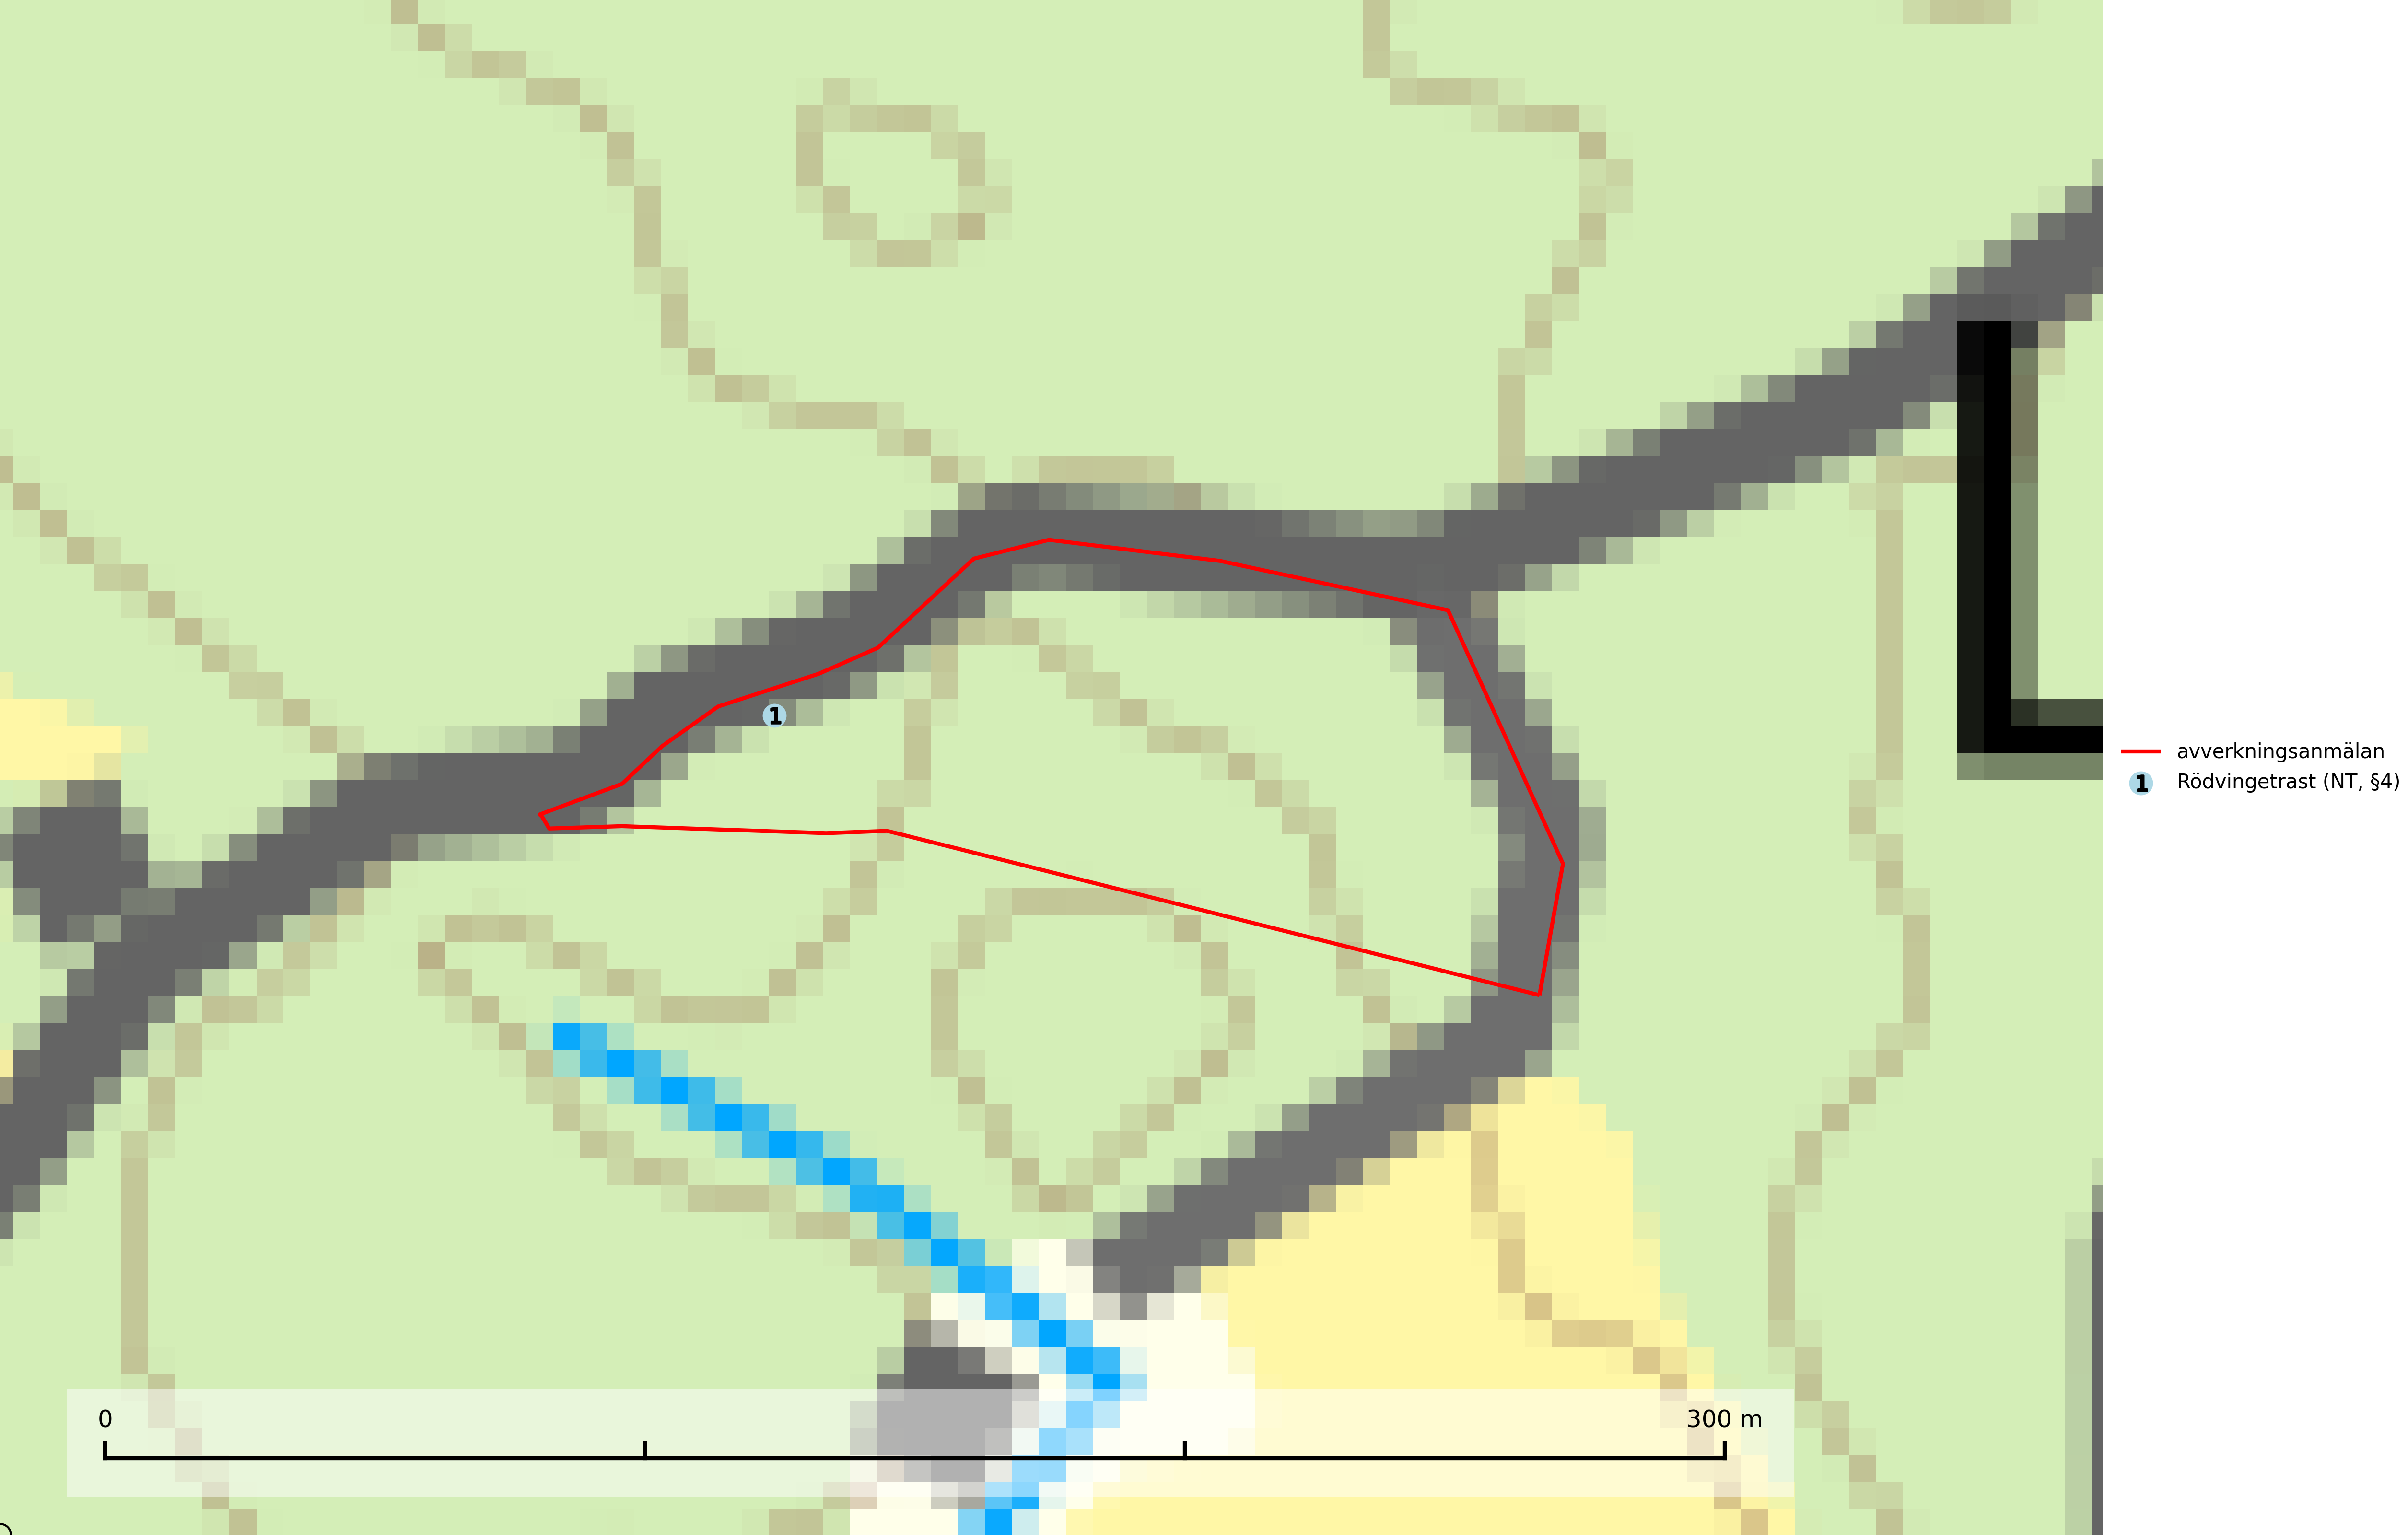 1
avverkningsanmälan
1 Rödvingetrast (NT, §4)
0 300 m